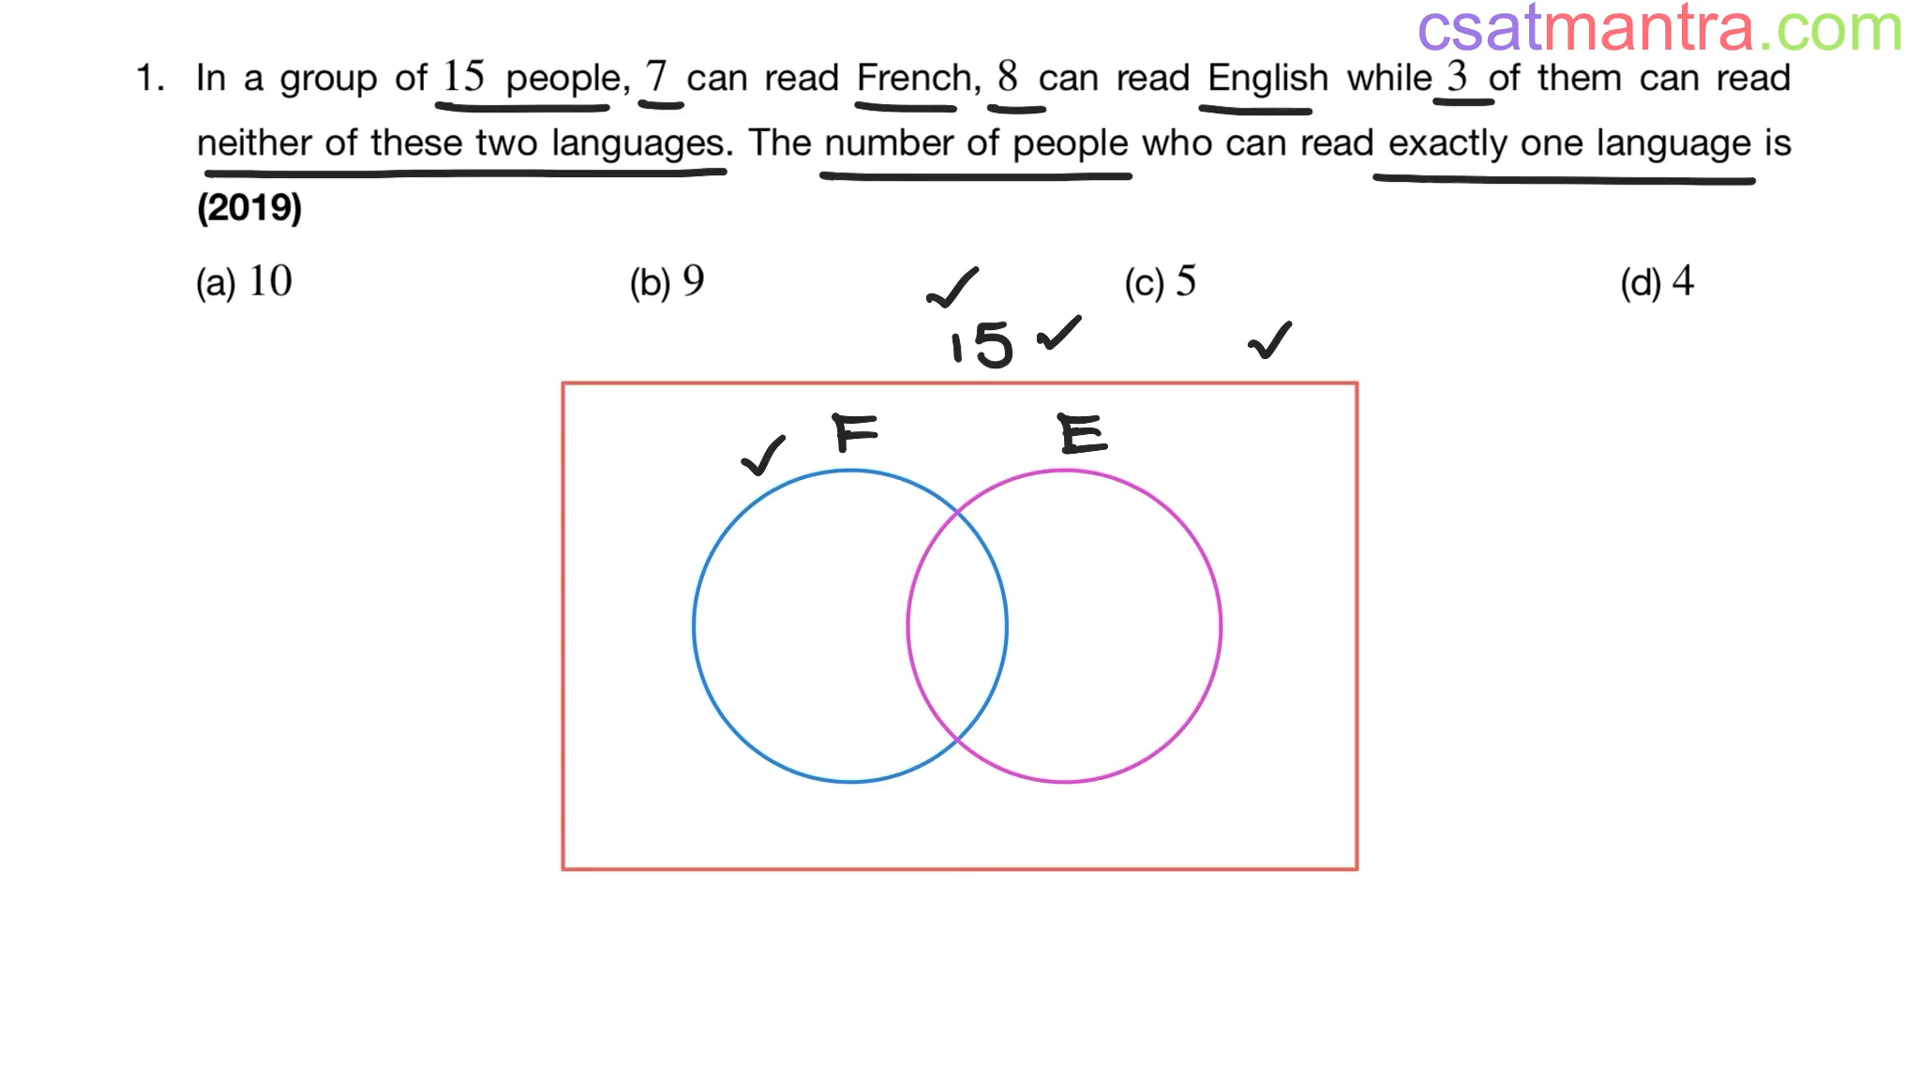 csatmantra.com
1. In a group of 15 people, 7 can read French, 8 can read English while 3 of them can read
neither of these two languages. The number of people who can read exactly one language is
(2019)
(a) 10 (b) 9 (c) 5 (d) 4
15
F E